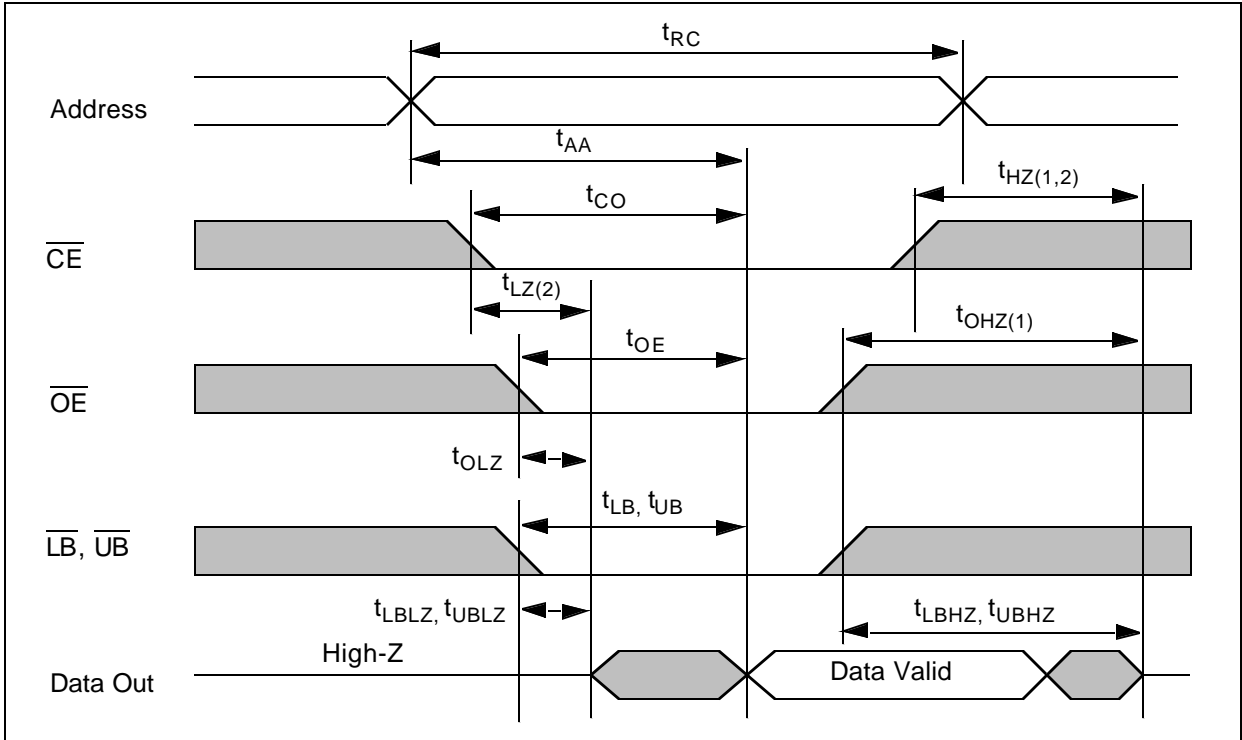 tRC
Address
tAA
tHZ(1,2)
tCO
CE
tLZ(2)
tOHZ(1)
tOE
OE
tOLZ
tLB, tUB
LB, UB
tLBLZ, tUBLZ
tLBHZ, tUBHZ
High-Z
Data Valid
Data Out